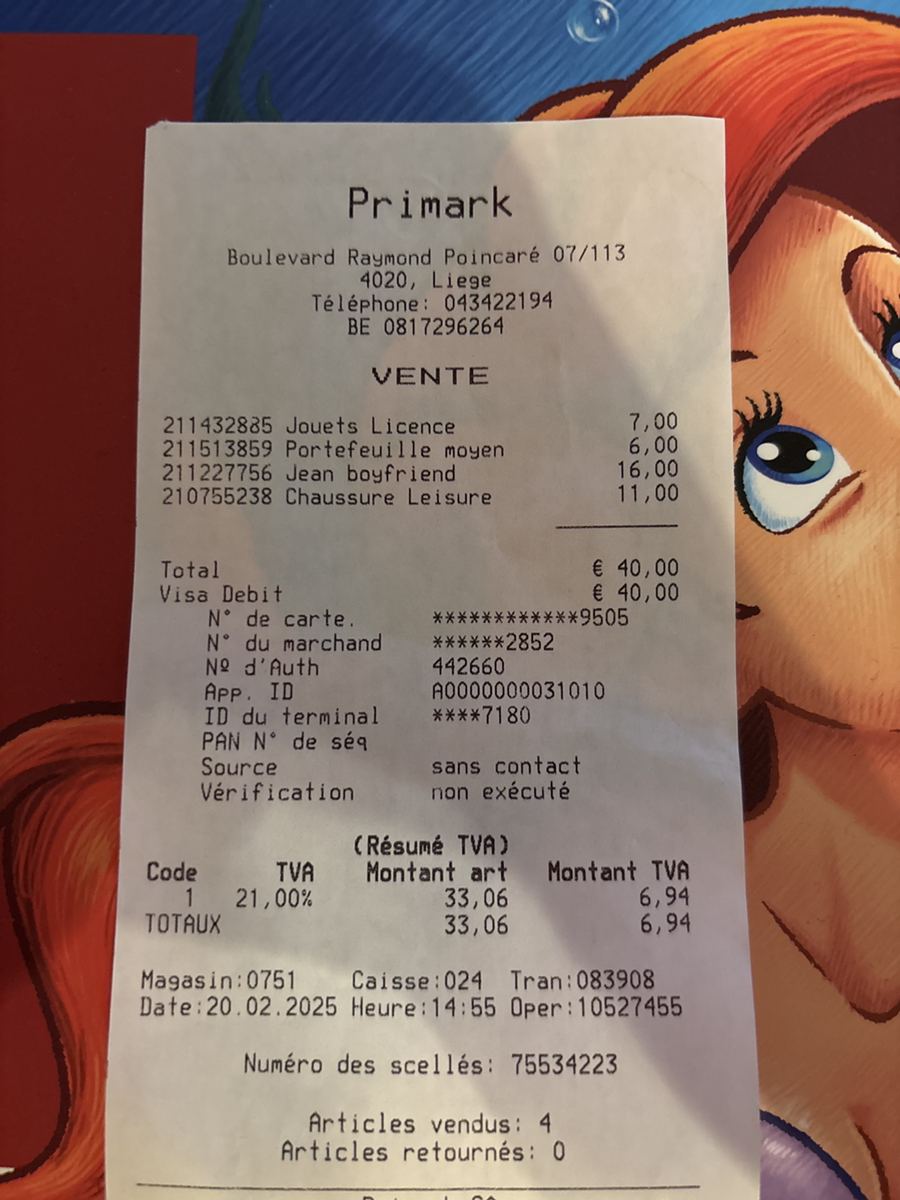 Primark
Boulevard Raymond Poincaré 07/113
4020, Liege
Téléphone: 043422194
BE 0817296264
VENTE
211432885 Jouets Licence 7,00
211513859 Portefeuille moyen 6,00
211227756 Jean boyfriend 16,00
210755238 Chaussure Leisure 11,00
Total € 40,00
Visa Debit € 40,00
N° de carte. ************9505
N° du marchand ******2852
Nº d'Auth 442660
App. ID A0000000031010
ID du terminal ****7180
PAN N° de séq
Source sans contact
Vérification non exécuté
(Résumé TVA)
Code TVA Montant art Montant TVA
1 21,00% 33,06 6,94
TOTAUX 33,06 6,94
Magasin:0751 Caisse:024 Tran:083908
Date:20.02.2025 Heure:14:55 Oper:10527455
Numéro des scellés: 75534223
Articles vendus: 4
Articles retournés: 0